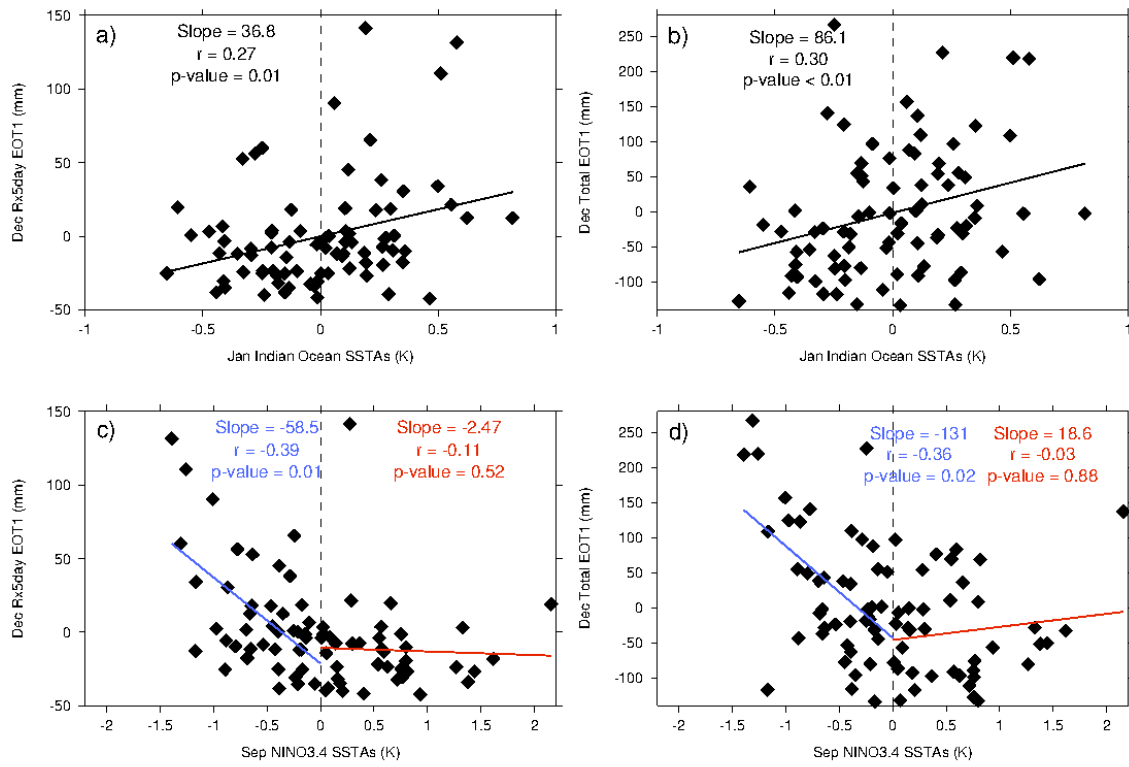 a)
Slope = 36.8
r = 0.27
p-value = 0.01
150
100
50
0
-50
Dec Rx5day EOT1 (mm)
-1
-0.5
0
0.5
1
Jan Indian Ocean SSTAs (K)
b)
Slope = 86.1
r = 0.30
p-value < 0.01
250
200
150
100
50
0
-50
-100
Dec Total EOT1 (mm)
-1
-0.5
0
0.5
1
Jan Indian Ocean SSTAs (K)
c)
Slope = -58.5
r = -0.39
p-value = 0.01
Slope = -2.47
r = -0.11
p-value = 0.52
150
100
50
0
-50
Dec Rx5day EOT1 (mm)
-2
-1.5
-1
-0.5
0
0.5
1
1.5
2
Sep NINO3.4 SSTAs (K)
d)
Slope = -131
r = -0.36
p-value = 0.02
Slope = 18.6
r = -0.03
p-value = 0.88
250
200
150
100
50
0
-50
-100
Dec Total EOT1 (mm)
-2
-1.5
-1
-0.5
0
0.5
1
1.5
2
Sep NINO3.4 SSTAs (K)